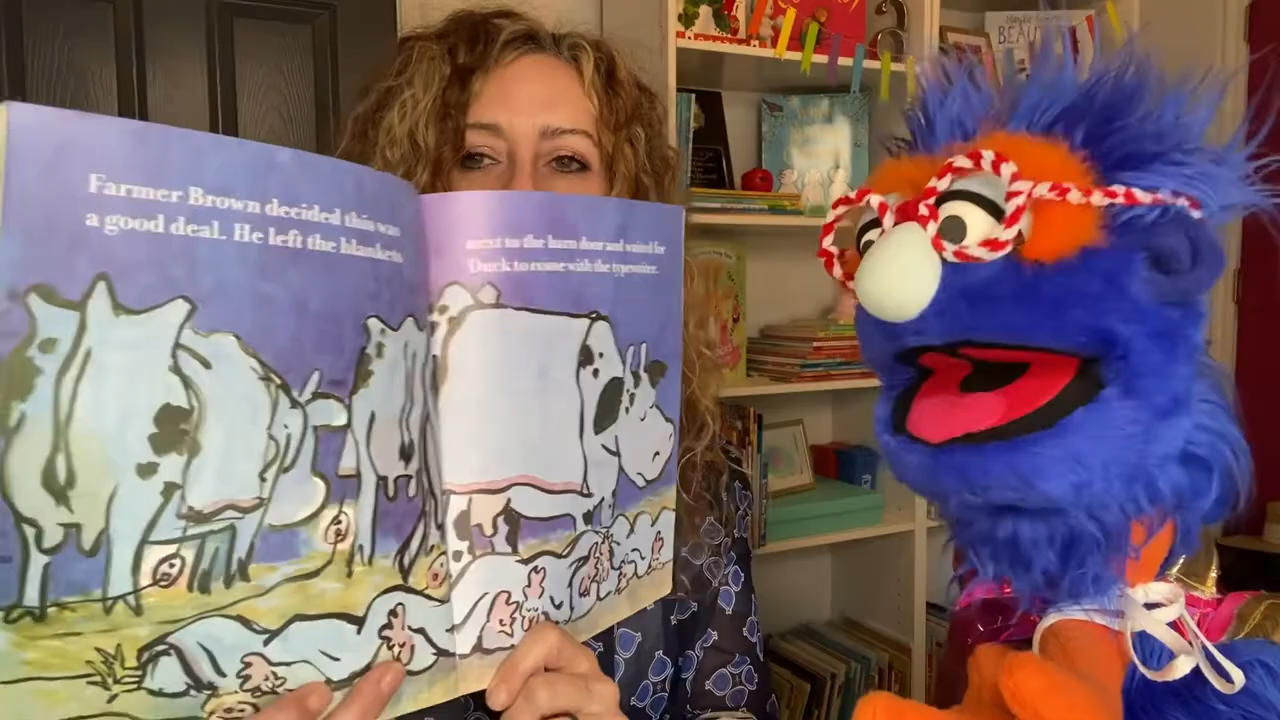 Farmer Brown decided this was
a good deal. He left the blankets
next to the barn door and waited for
Duck to come with the typewriter.